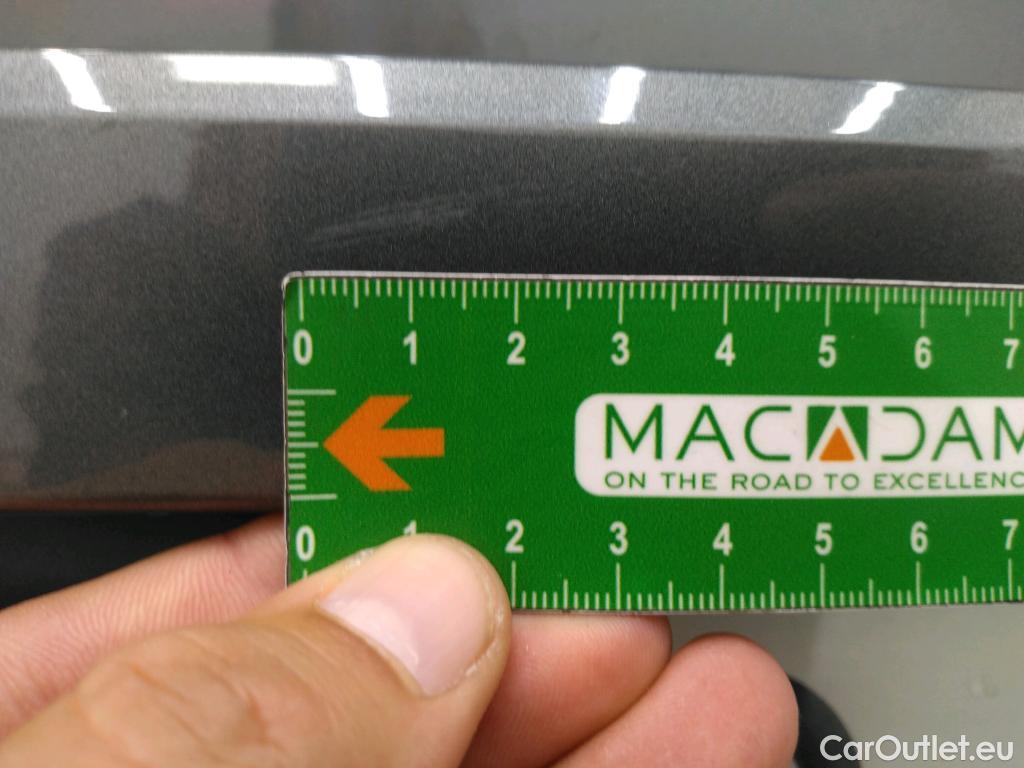 0 1 2 3 4 5 6 7
MACADAM
ON THE ROAD TO EXCELLENC
0 1 2 3 4 5 6 7
CarOutlet.eu